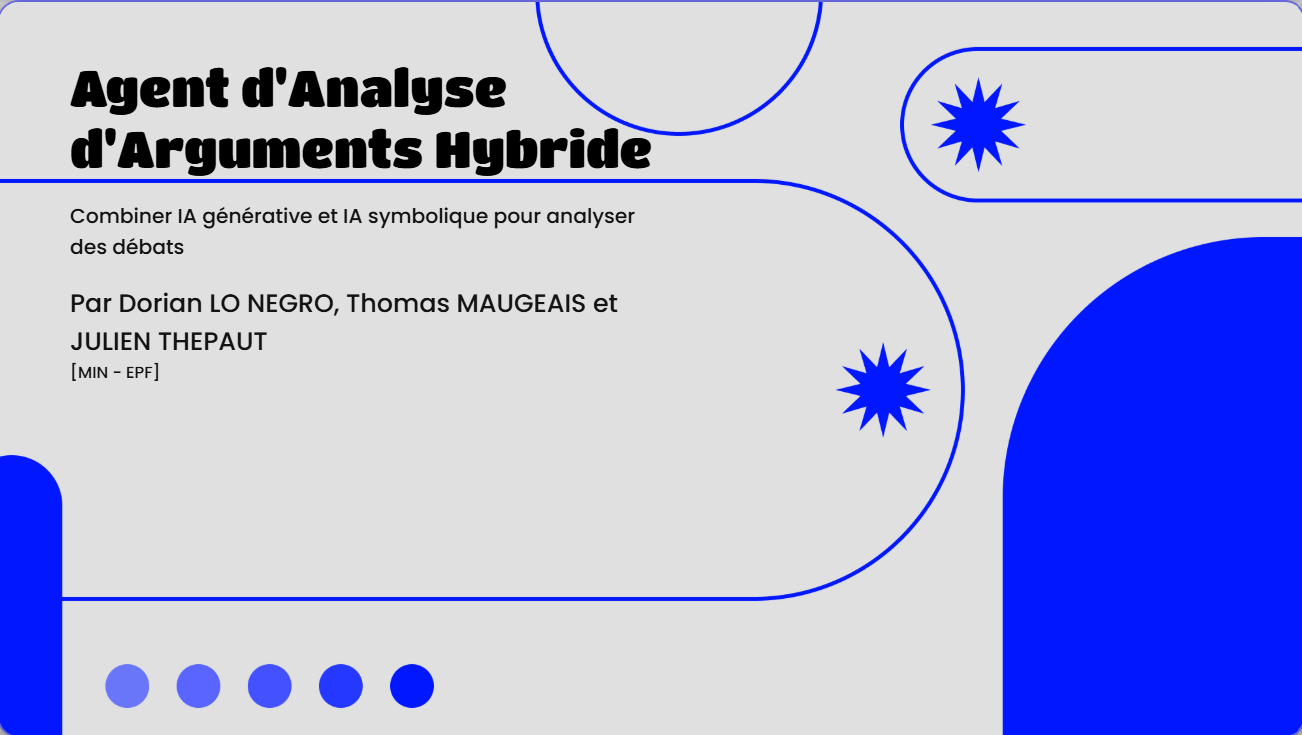 Agent d'Analyse
d'Arguments Hybride
Combiner IA générative et IA symbolique pour analyser
des débats
Par Dorian LO NEGRO, Thomas MAUGEAIS et
JULIEN THEPAUT
[MIN - EPF]